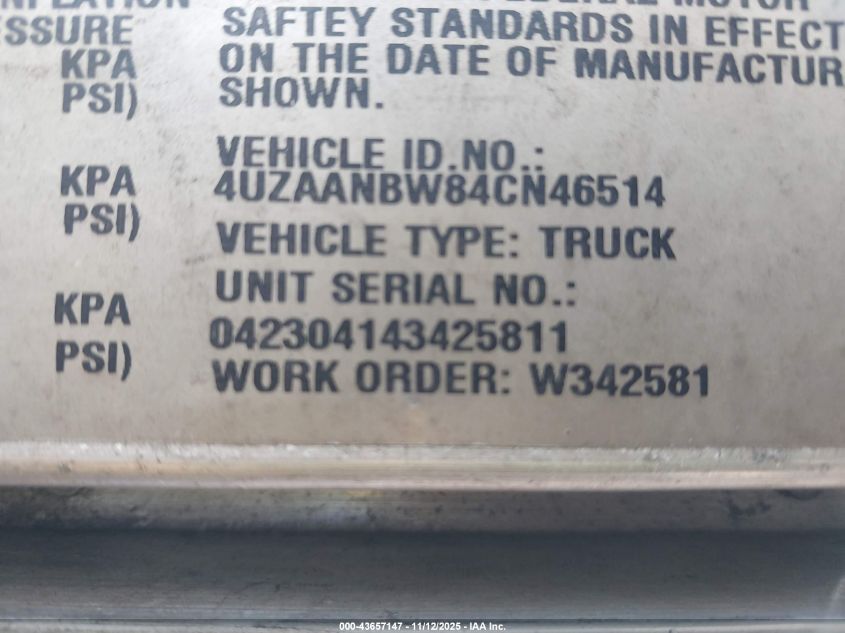 SSURE
KPA
PSI)
KPA
PSI)
KPA
PSI)
SAFTEY STANDARDS IN EFFECT
ON THE DATE OF MANUFACTUR
SHOWN.
VEHICLE ID.NO.:
4UZAANBW84CN46514
VEHICLE TYPE: TRUCK
UNIT SERIAL NO.:
042304143425811
WORK ORDER: W342581
000-43657147 - 11/12/2025 - IAA Inc.